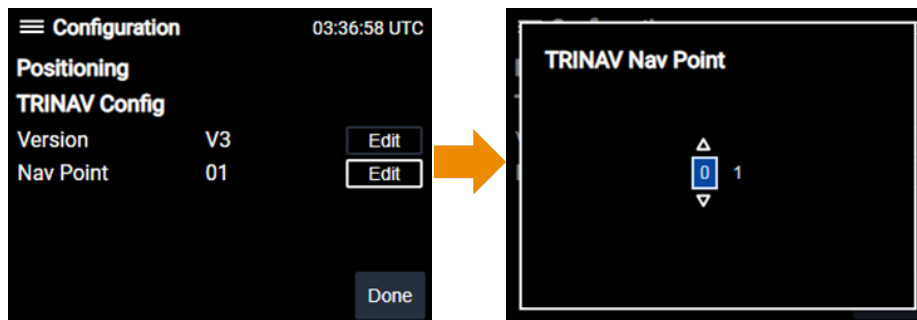 Configuration 03:36:58 UTC
Positioning
TRINAV Config
Version V3 Edit
Nav Point 01 Edit
Done
TRINAV Nav Point
0 1